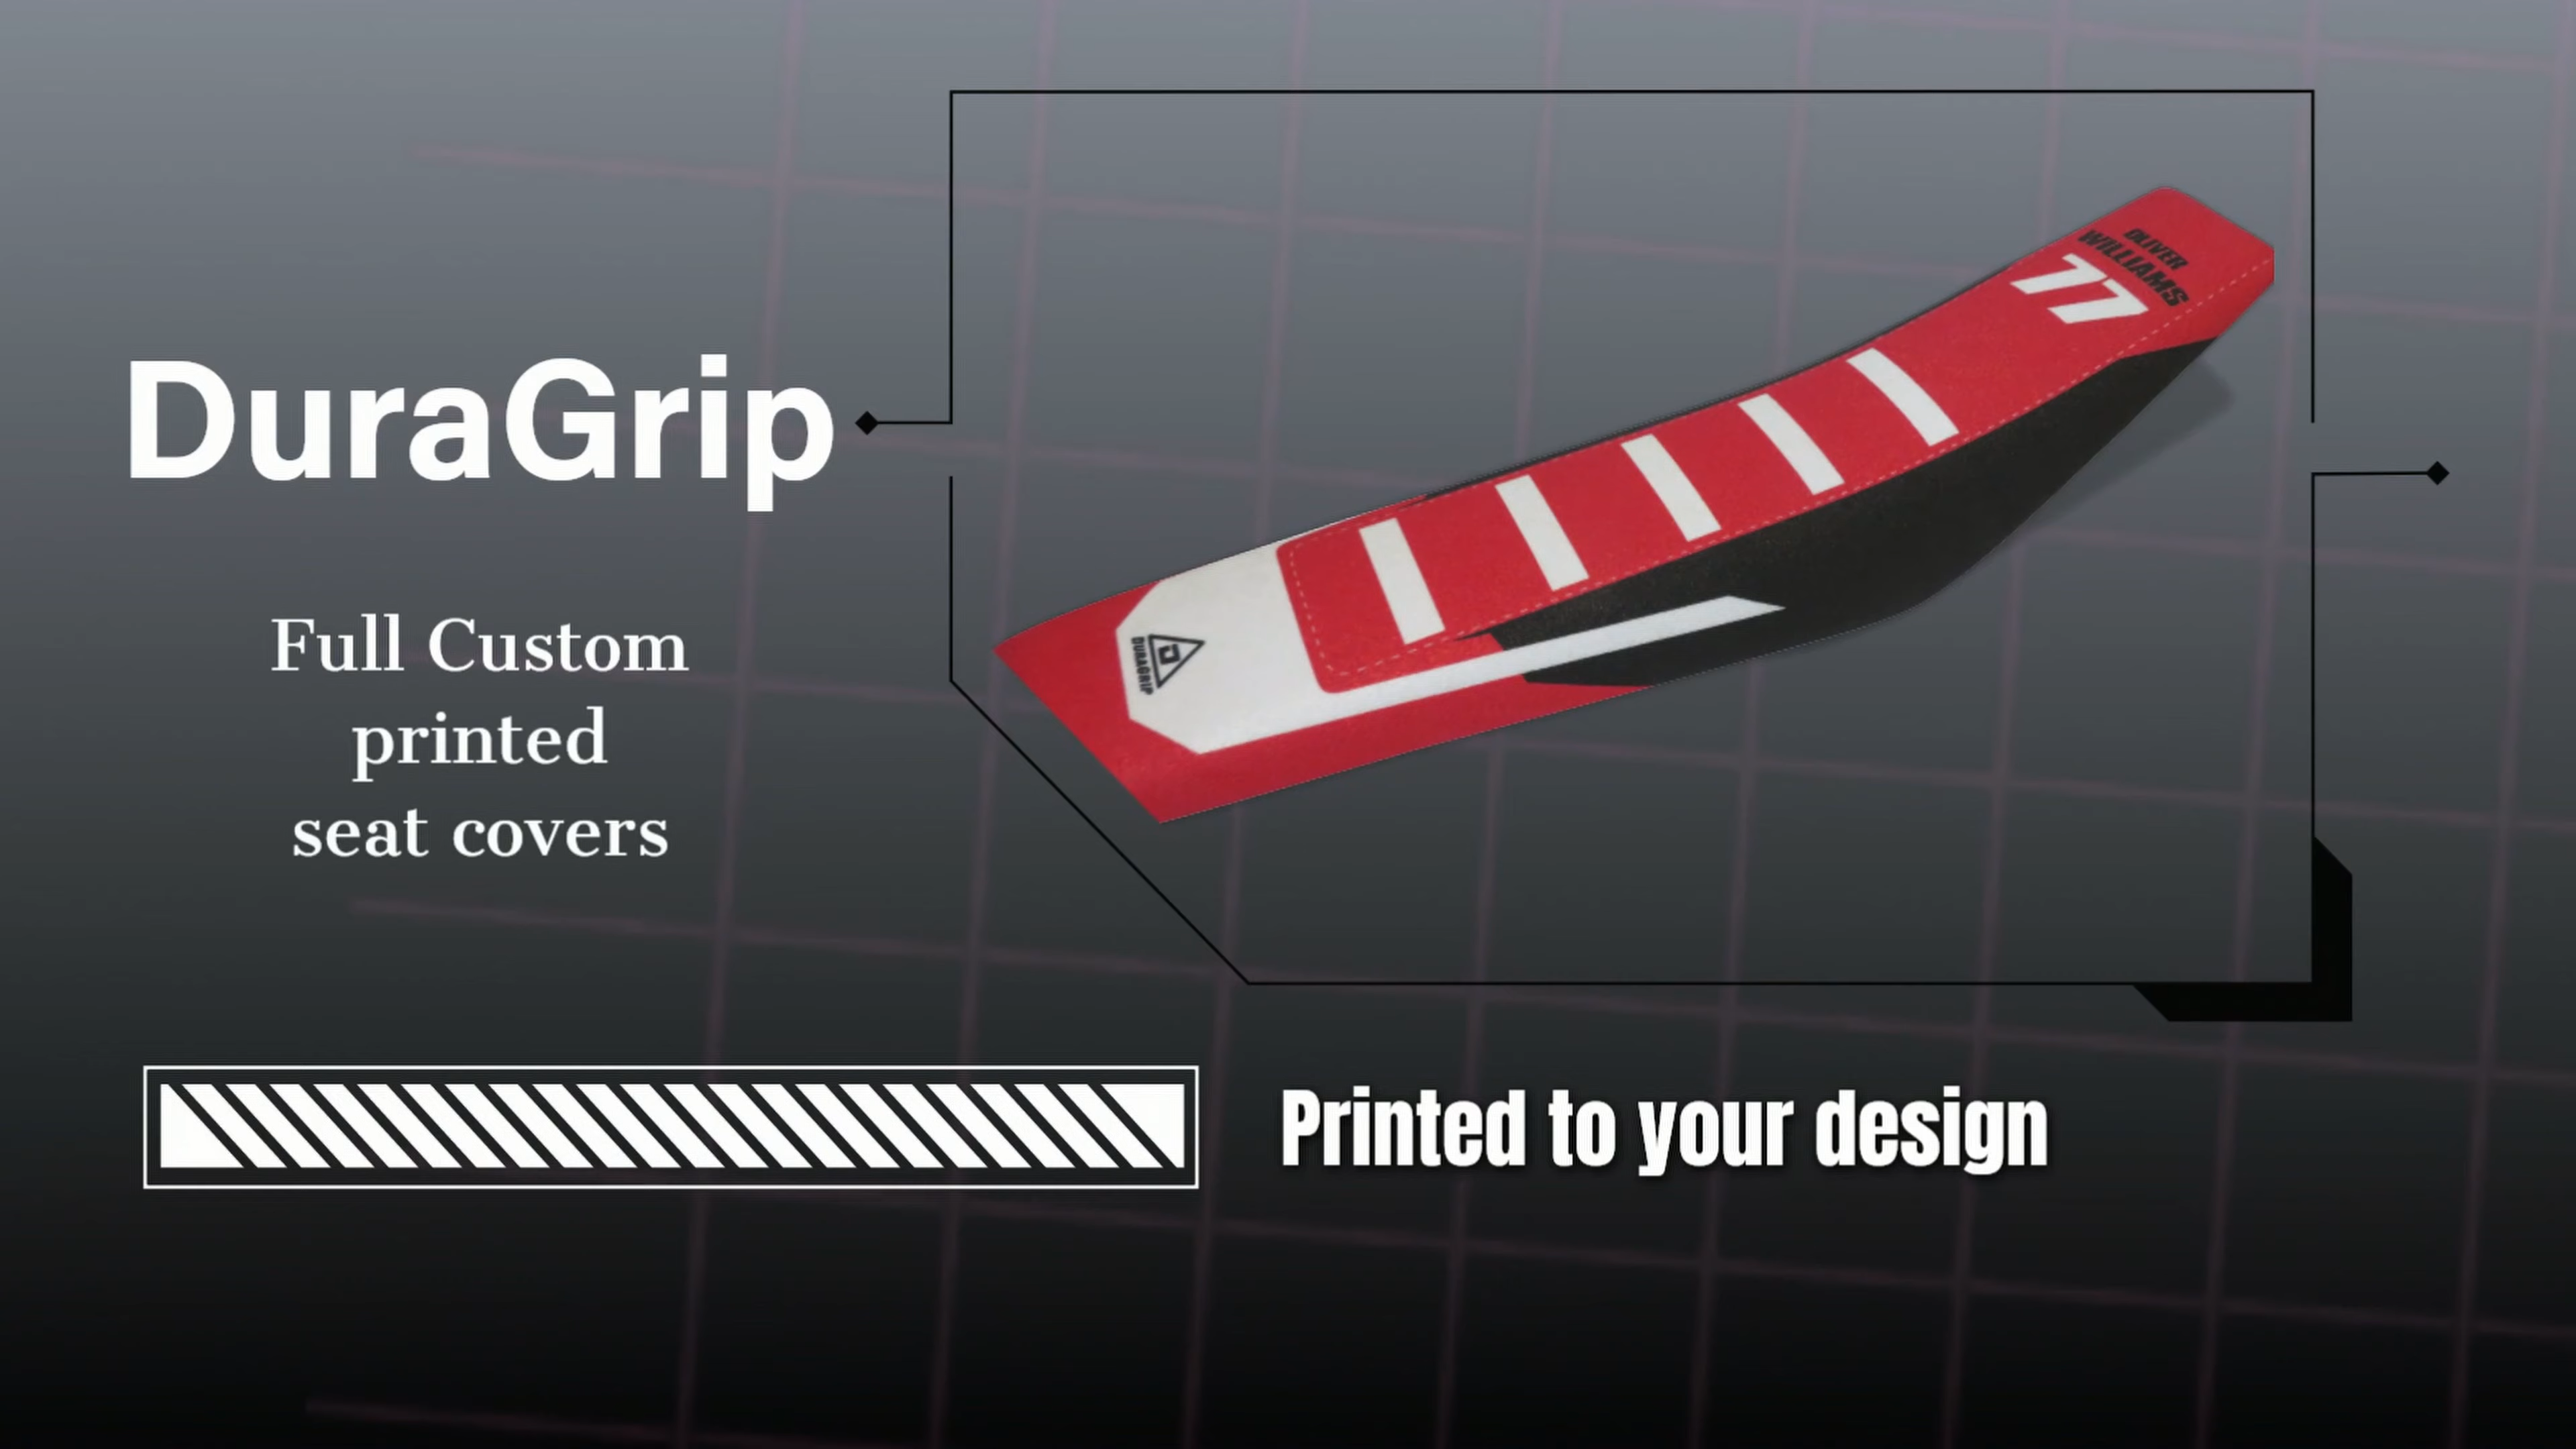 DuraGrip
Full Custom
printed
seat covers
OLIVER
WILLIAMS
77
DURAGRIP
Printed to your design